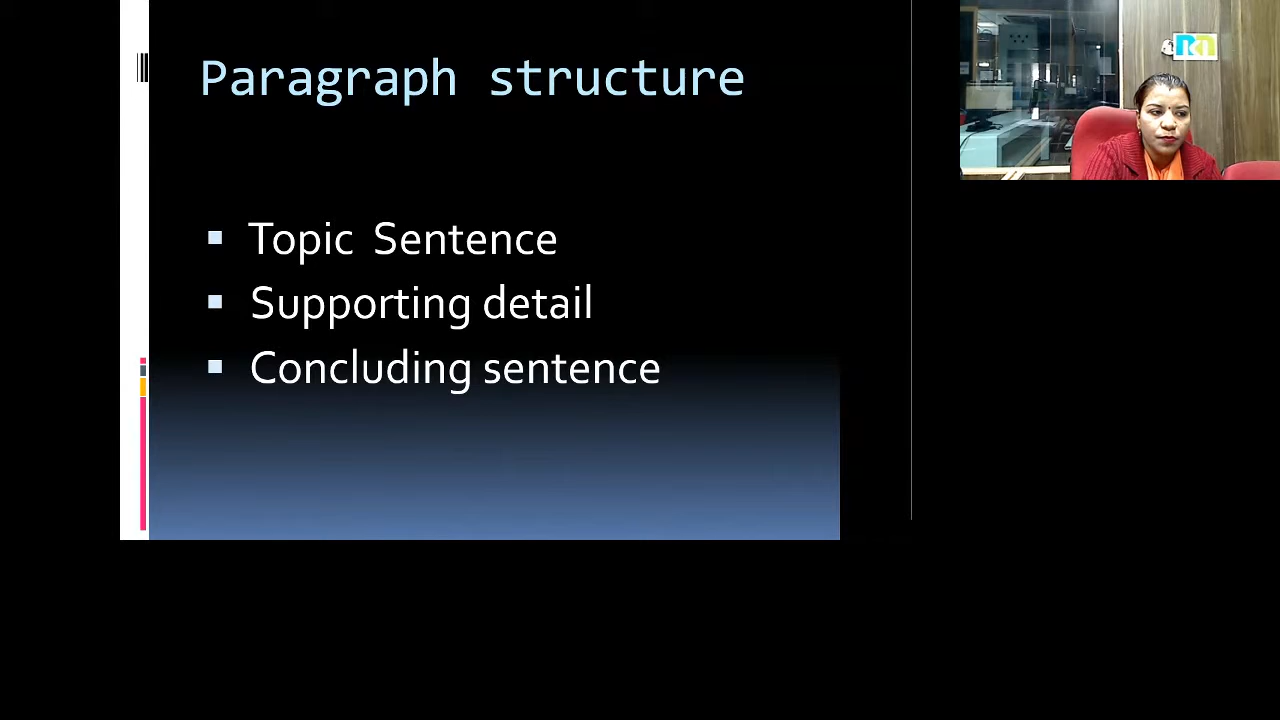 Paragraph structure
Topic Sentence
Supporting detail
Concluding sentence